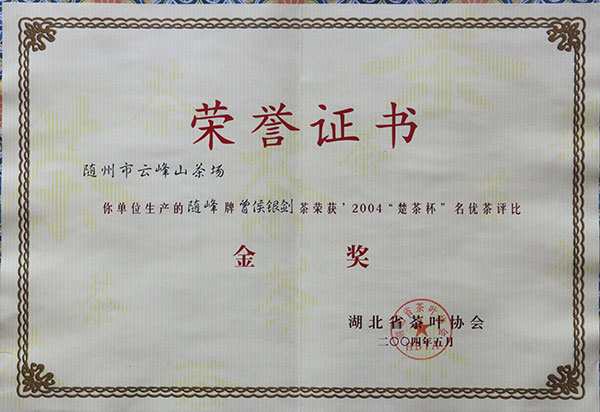 荣誉证书
随州市云峰山茶场
你单位生产的随峰牌曾侯银剑茶荣获'2004“楚茶杯”名优茶评比
金奖
湖北省茶叶协会
二〇〇四年五月
HBTA